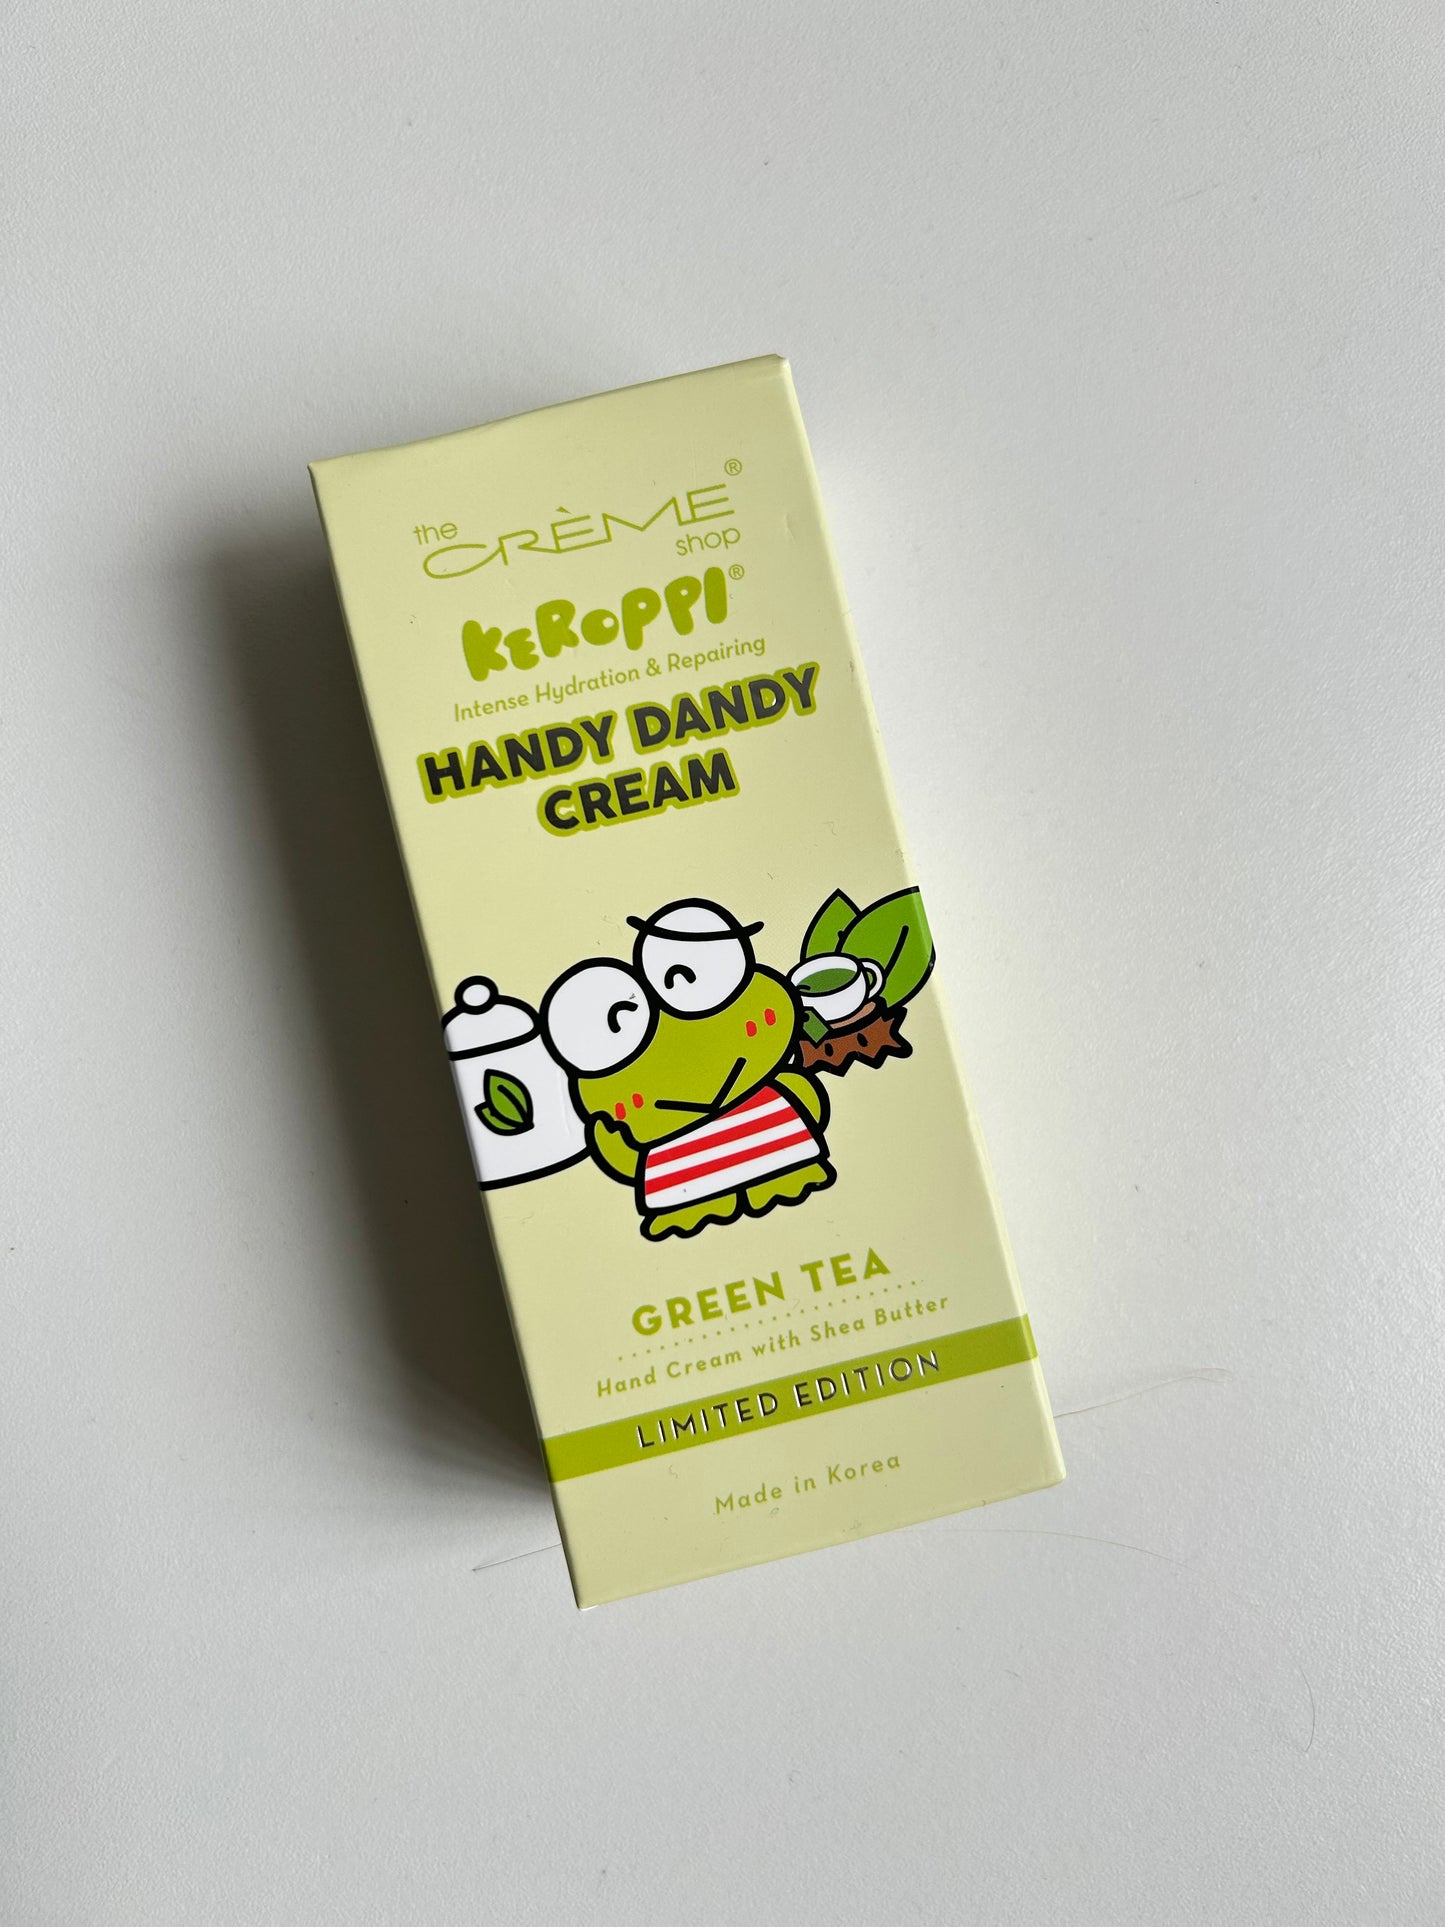 the CRÈME® shop
KEROPPI®
Intense Hydration & Repairing
HANDY DANDY
CREAM
GREEN TEA
Hand Cream with Shea Butter
LIMITED EDITION
Made in Korea